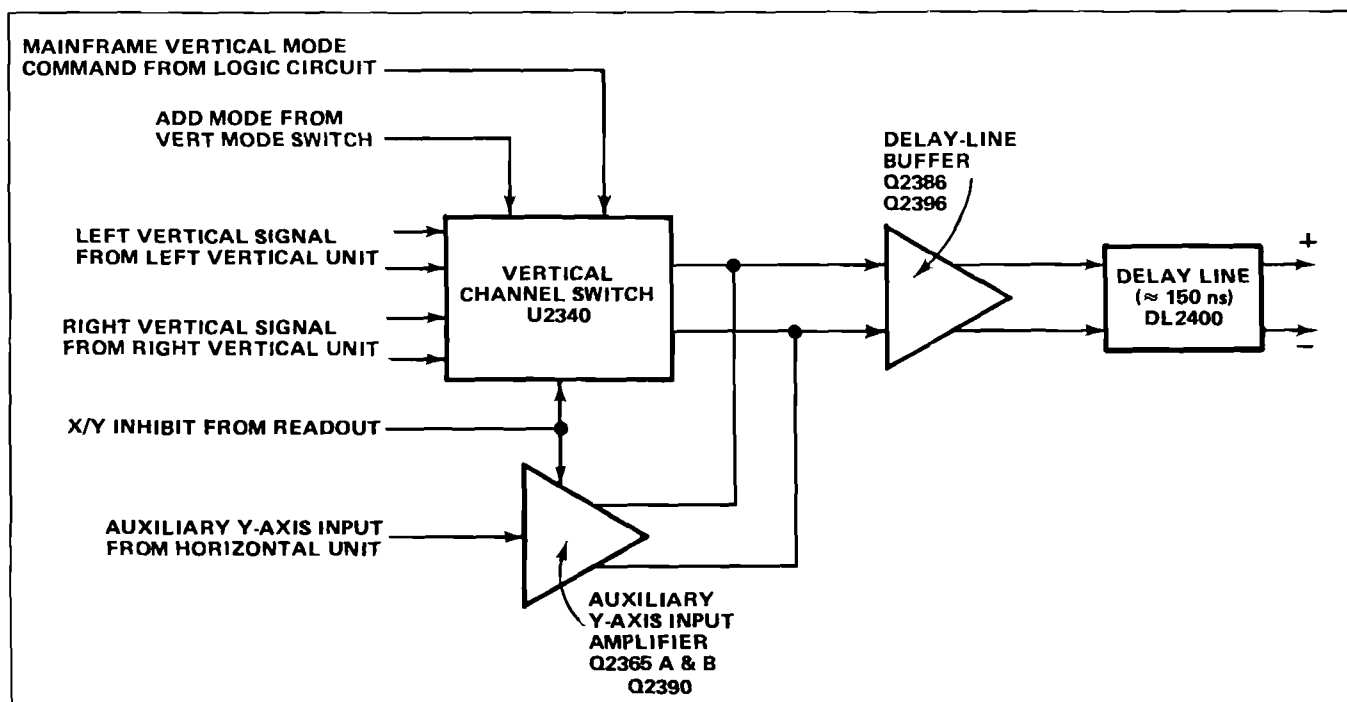 MAINFRAME VERTICAL MODE
COMMAND FROM LOGIC CIRCUIT
ADD MODE FROM
VERT MODE SWITCH
LEFT VERTICAL SIGNAL
FROM LEFT VERTICAL UNIT
RIGHT VERTICAL SIGNAL
FROM RIGHT VERTICAL UNIT
X/Y INHIBIT FROM READOUT
AUXILIARY Y-AXIS INPUT
FROM HORIZONTAL UNIT
VERTICAL
CHANNEL SWITCH
U2340
AUXILIARY
Y-AXIS INPUT
AMPLIFIER
Q2365 A & B
Q2390
DELAY-LINE
BUFFER
Q2386
Q2396
DELAY LINE
(≈ 150 ns)
DL2400
+
−